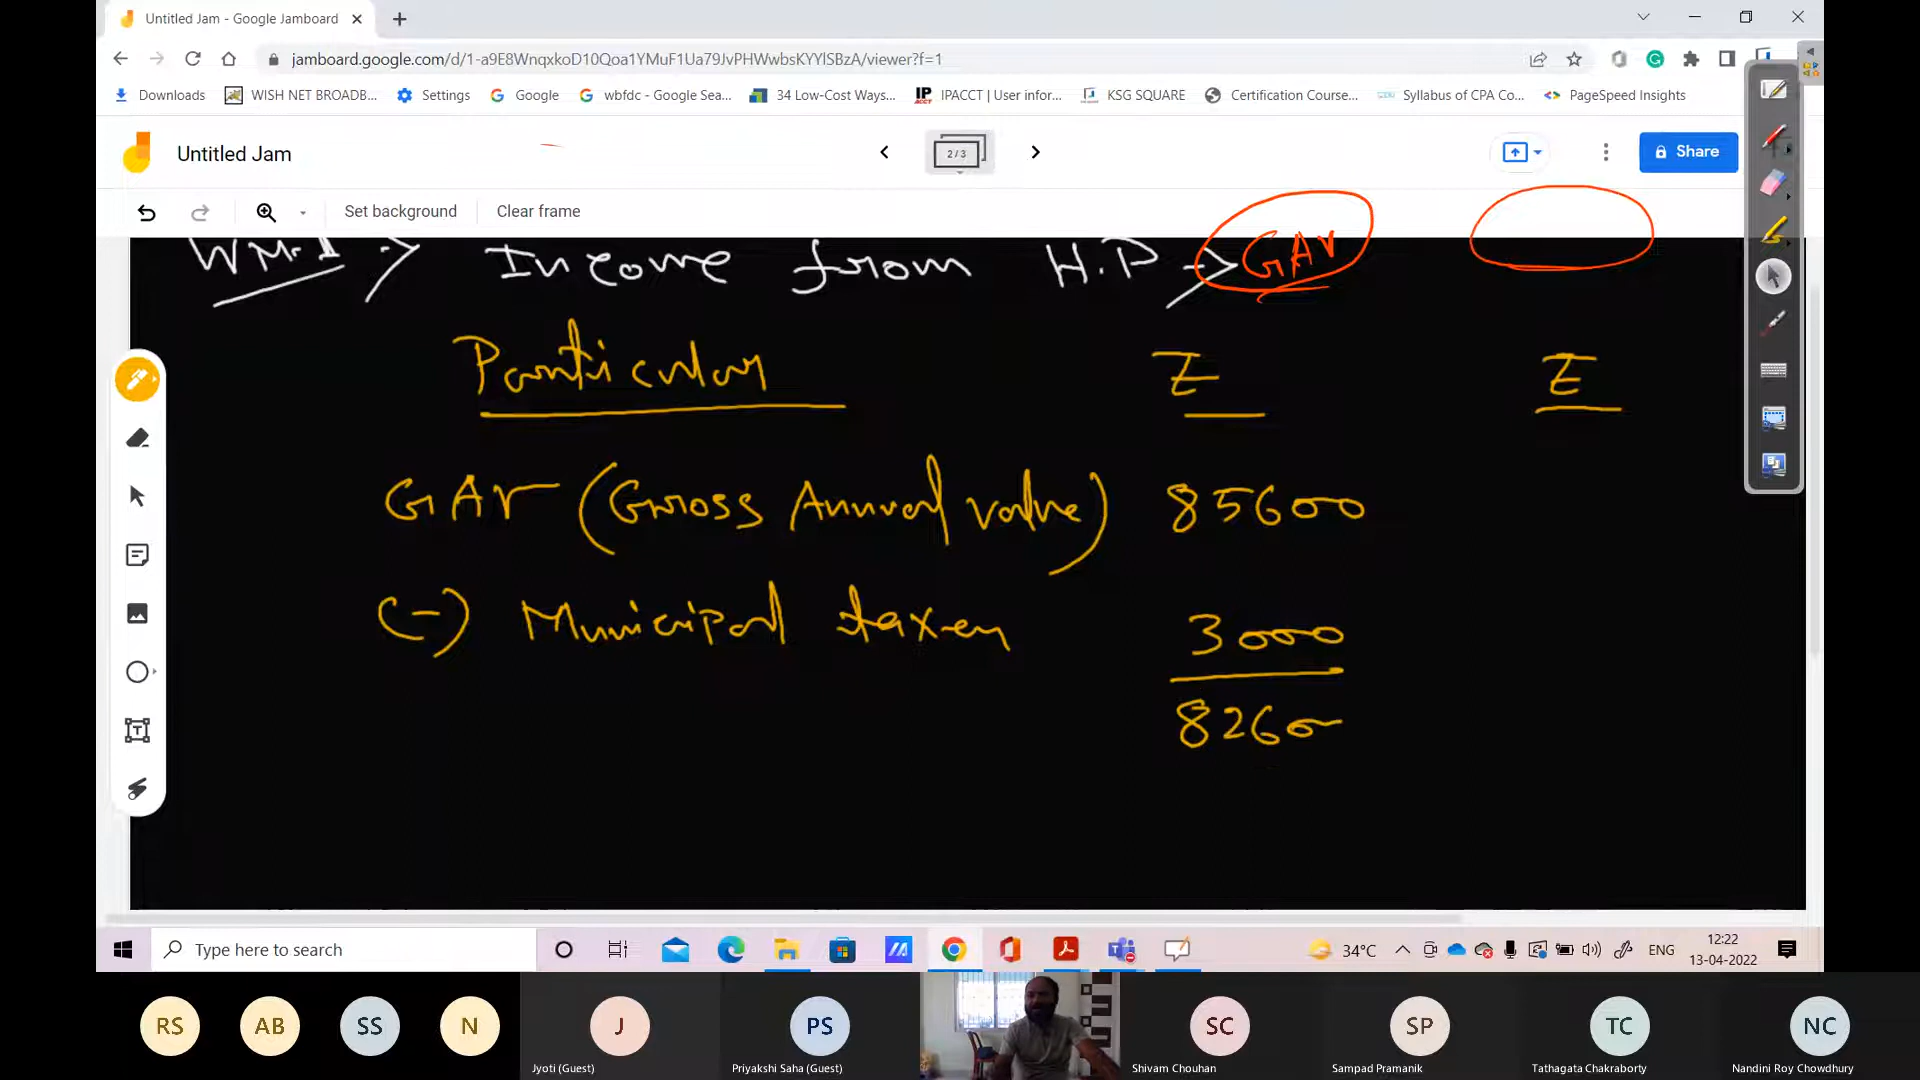 Untitled Jam - Google Jamboard
jamboard.google.com/d/1-a9E8WnqxkoD10Qoa1YMuF1Ua79JvPHWwbsKYYlSBzA/viewer?f=1
Downloads WISH NET BROADB... Settings Google wbfdc - Google Sea... 34 Low-Cost Ways... IP IPACCT | User infor... KSG SQUARE Certification Course... Syllabus of CPA Co... PageSpeed Insights
Untitled Jam 2 / 3 Share
Set background Clear frame
Income from H.P GAV
Particular
GAV (Gross Annual value) 85600
(-) Municipal taxes 3000
82600
Type here to search 34°C ENG 12:22
13-04-2022
RS AB SS N J PS SC SP TC NC
Jyoti (Guest) Priyakshi Saha (Guest) Shivam Chouhan Sampad Pramanik Tathagata Chakraborty Nandini Roy Chowdhury